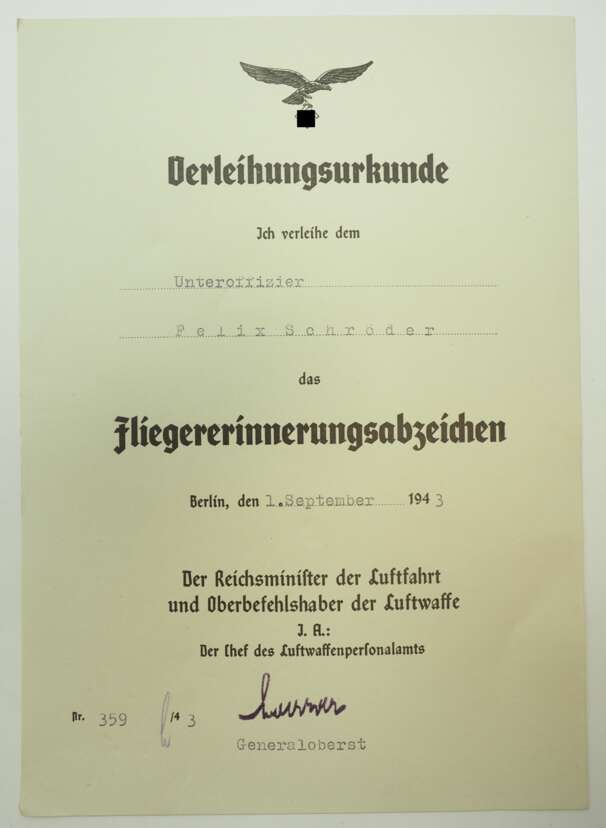 Verleihungsurkunde
Ich verleihe dem
Unteroffizier
Felix Schröder
das
Fliegererinnerungsabzeichen
Berlin, den 1.September 1943
Der Reichsminiſter der Luftfahrt
und Oberbefehlshaber der Luftwaffe
J. A.:
Der Chef des Luftwaffenperſonalamts
Nr. 359 /43
Generaloberst